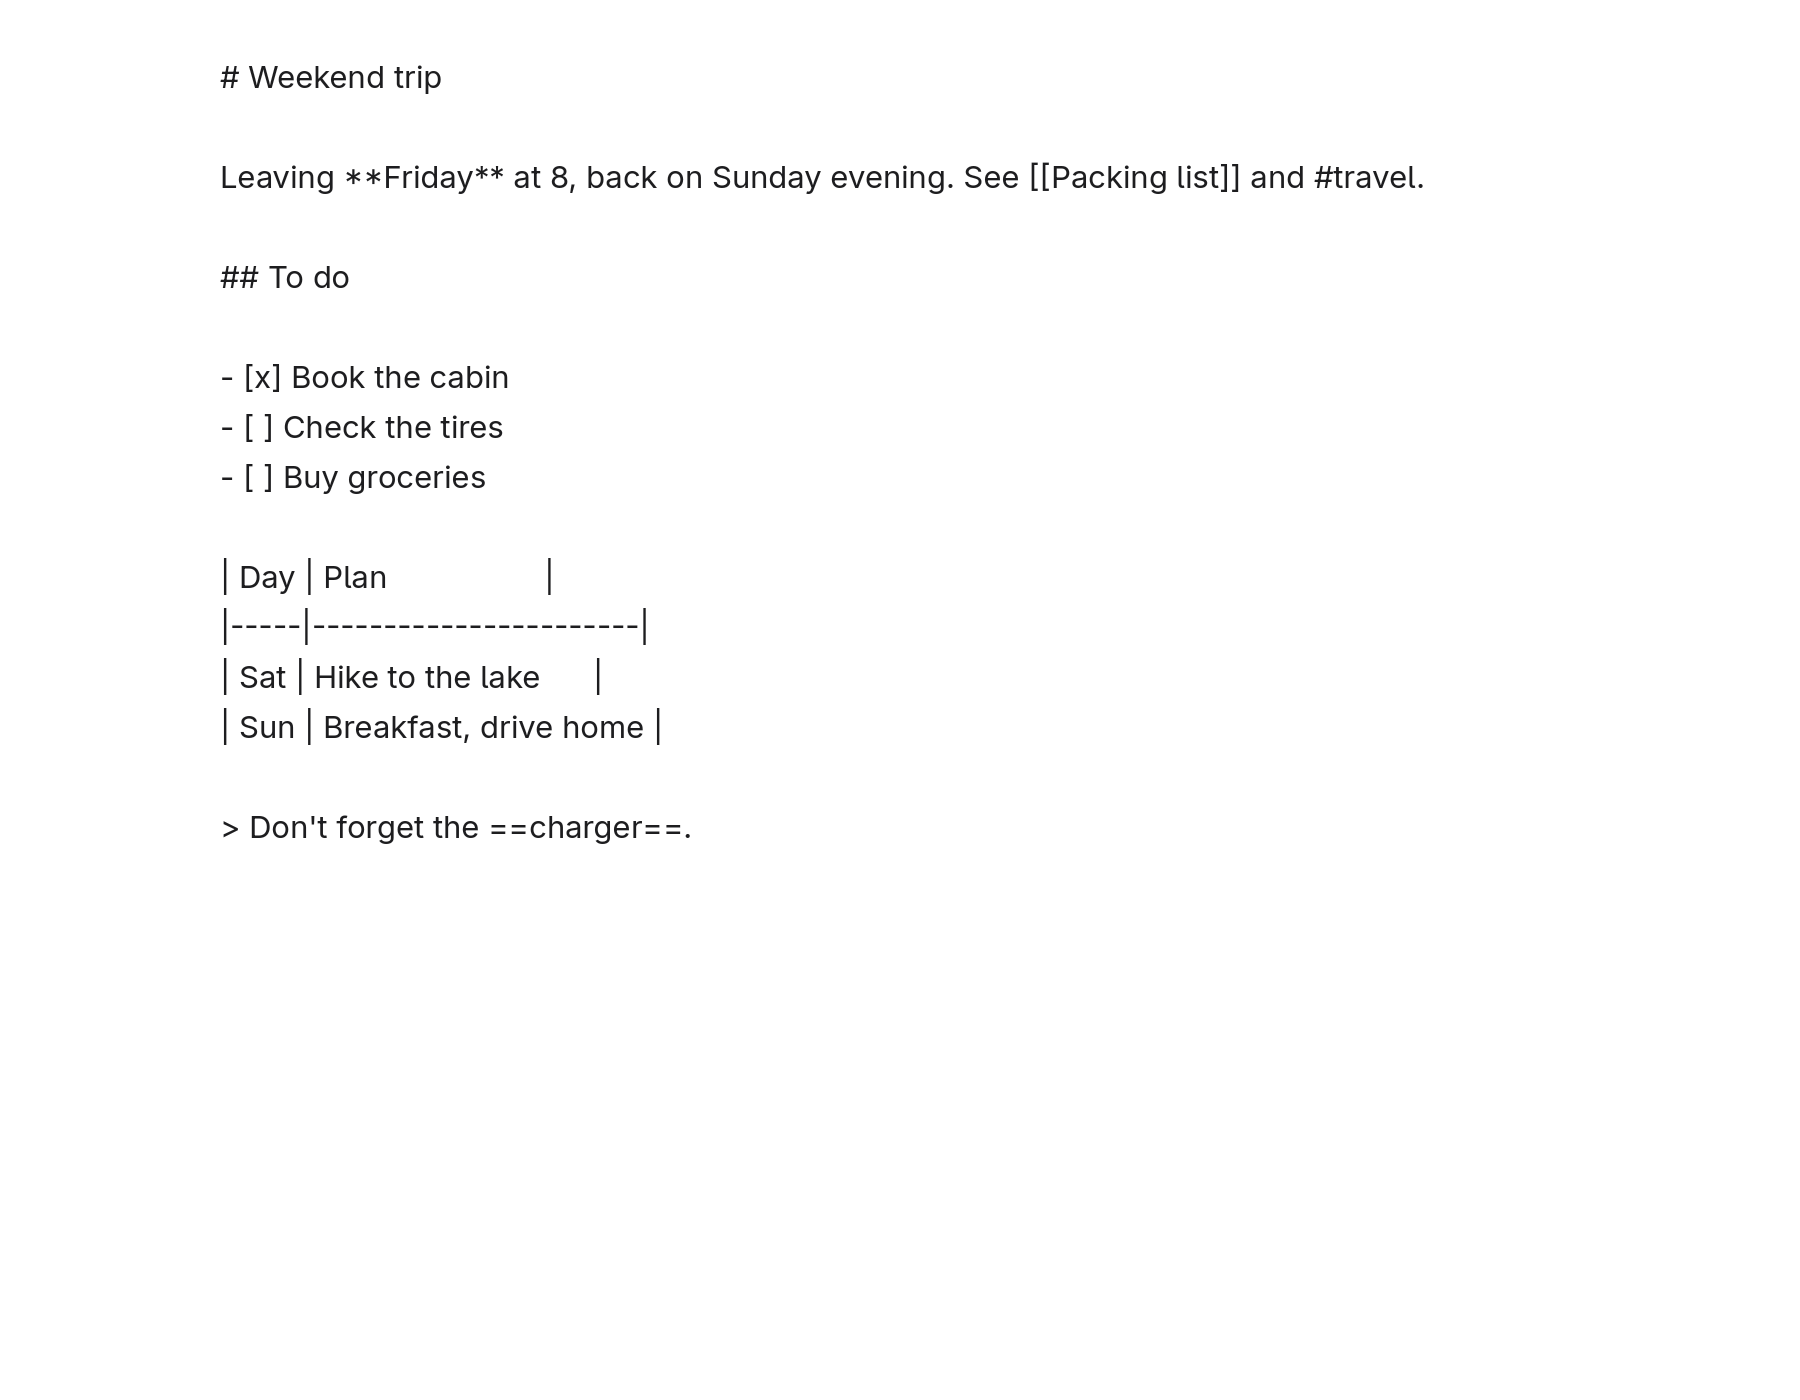 # Weekend trip

Leaving **Friday** at 8, back on Sunday evening. See [[Packing list]] and #travel.

## To do

- [x] Book the cabin
- [ ] Check the tires
- [ ] Buy groceries

| Day | Plan                  |
|-----|-----------------------|
| Sat | Hike to the lake      |
| Sun | Breakfast, drive home |

> Don't forget the ==charger==.